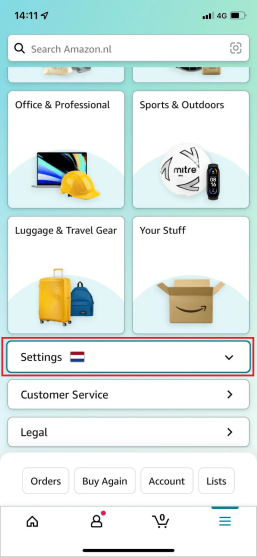 14:11
4G
Search Amazon.nl
Office & Professional
Sports & Outdoors
mitre
Luggage & Travel Gear
Your Stuff
Settings
Customer Service
Legal
Orders
Buy Again
Account
Lists
0